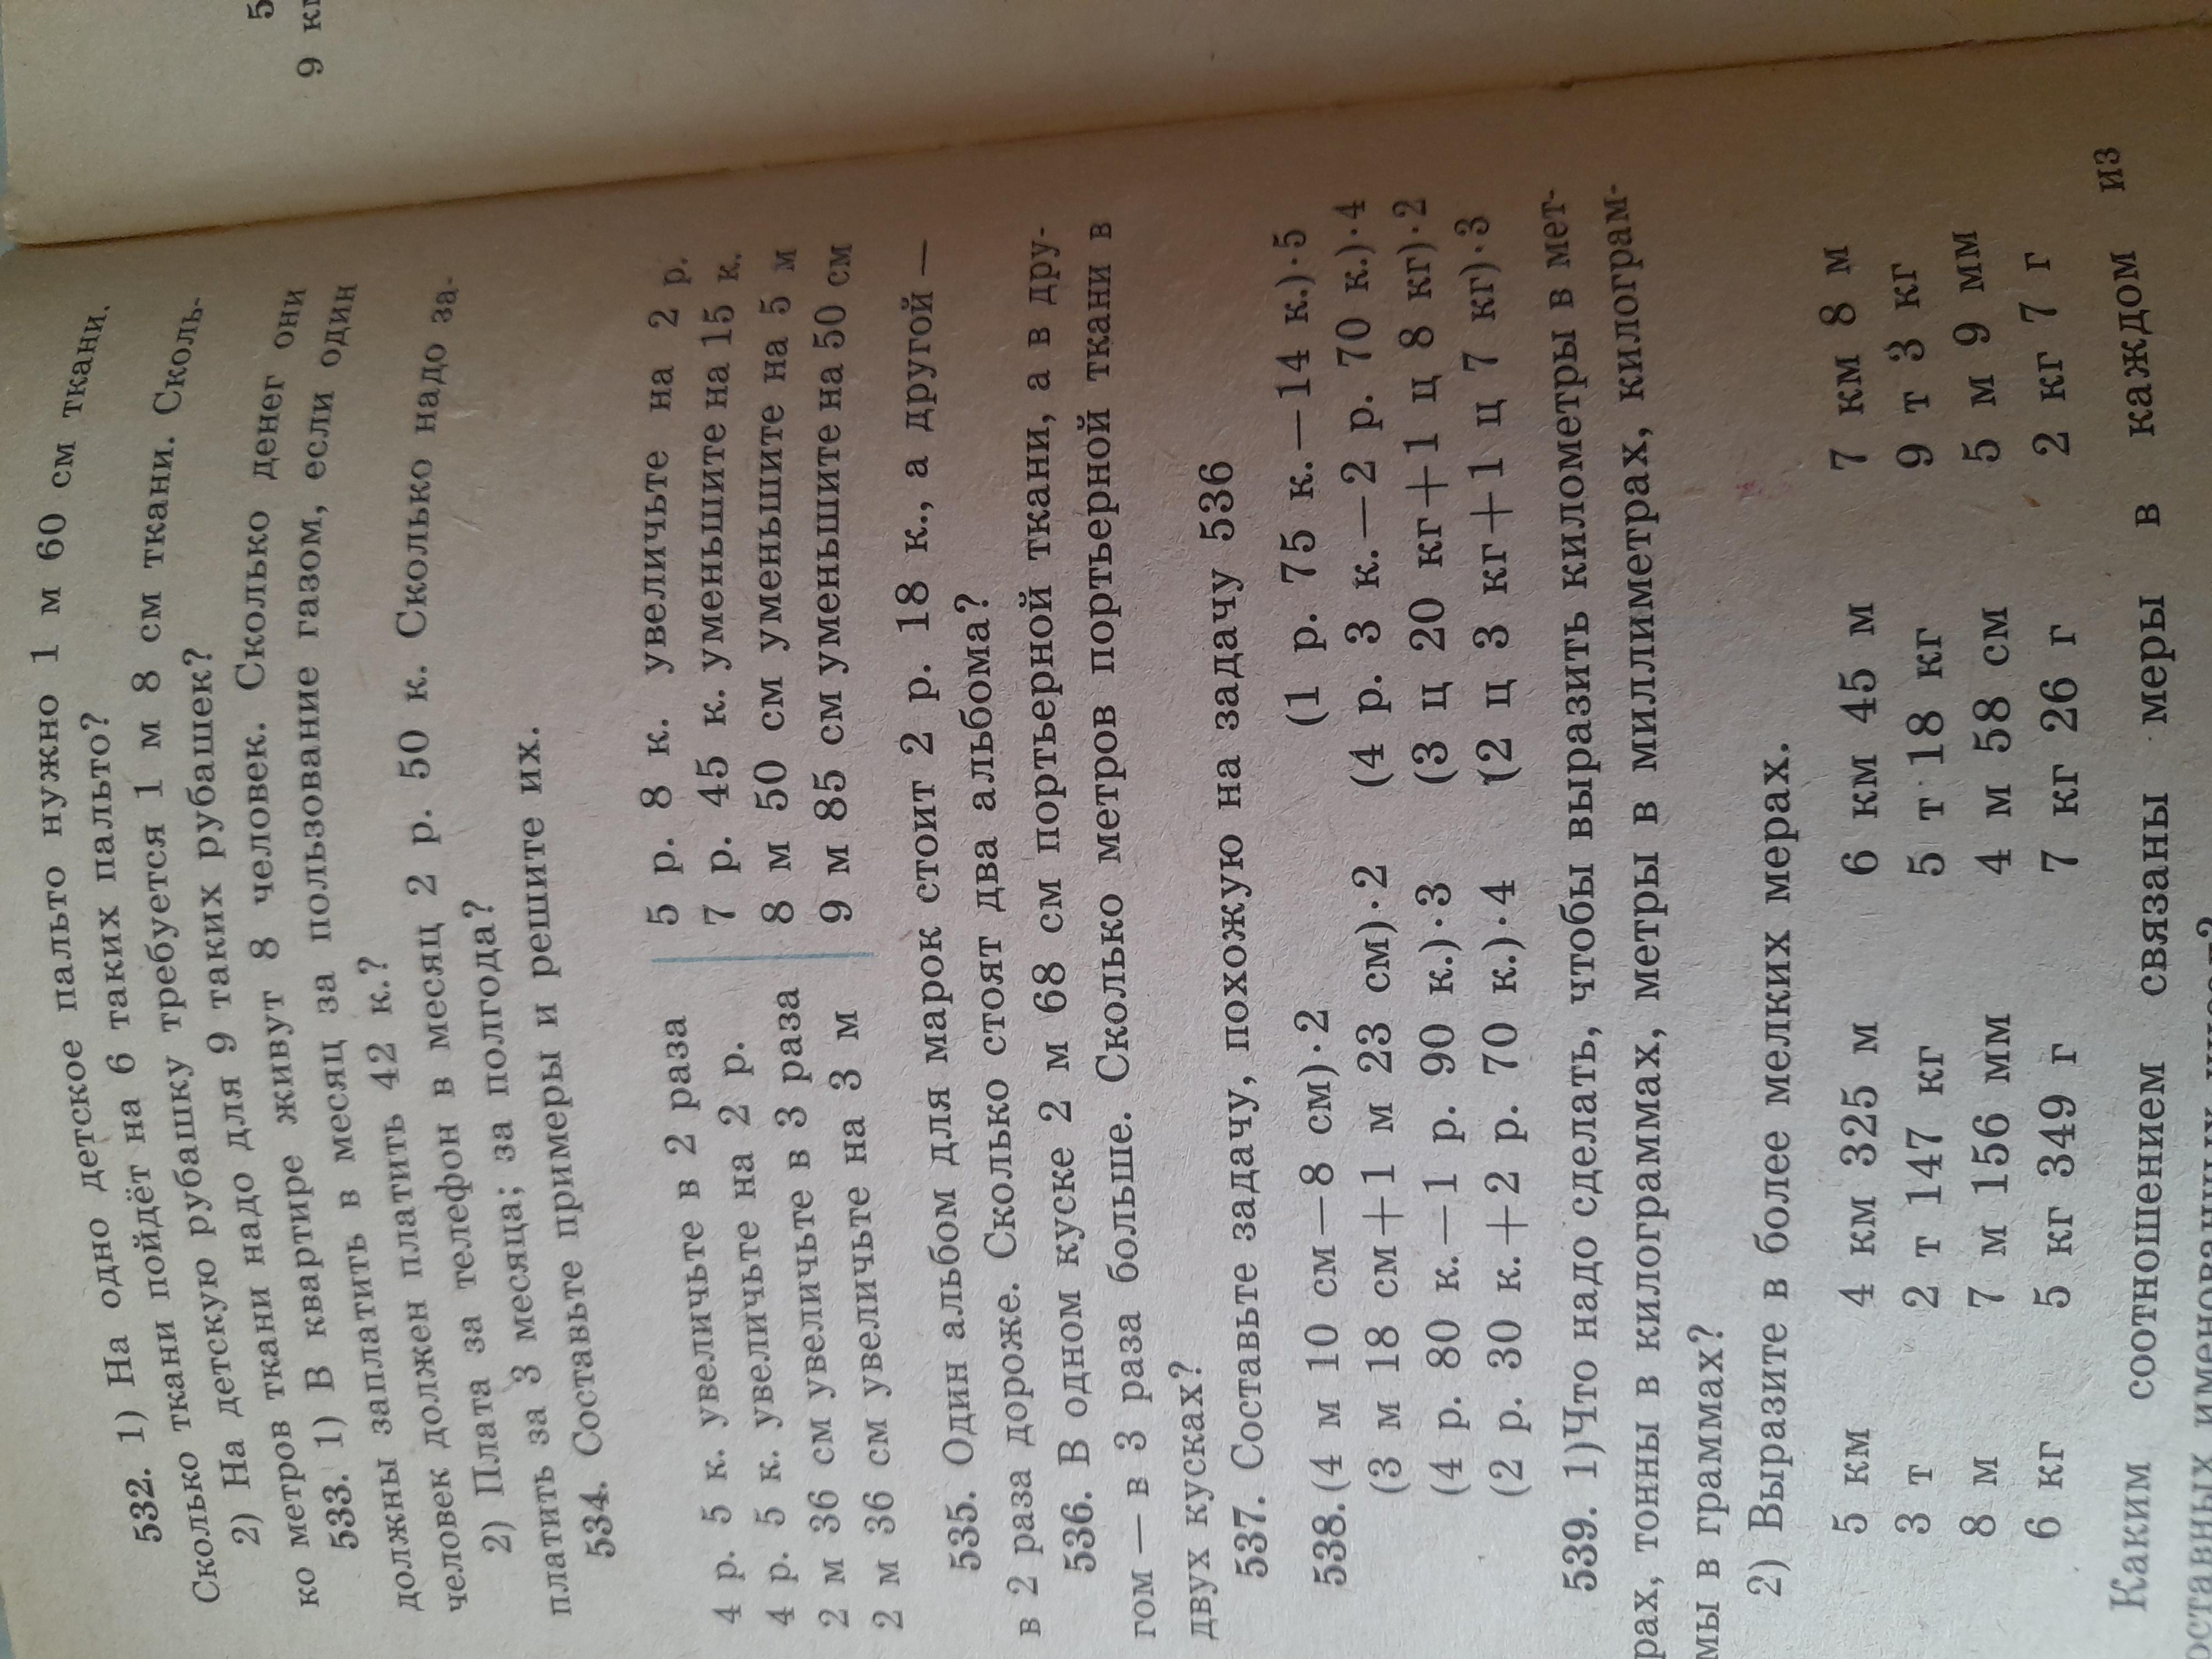 532. 1) На одно детское пальто нужно 1 м 60 см ткани.
Сколько ткани пойдёт на 6 таких пальто?
2) На детскую рубашку требуется 1 м 8 см ткани. Сколь-
ко метров ткани надо для 9 таких рубашек?
533. 1) В квартире живут 8 человек. Сколько денег они
должны заплатить в месяц за пользование газом, если один
человек должен платить 42 к.?
2) Плата за телефон в месяц 2 р. 50 к. Сколько надо за-
платить за 3 месяца; за полгода?
534. Составьте примеры и решите их.
4 р. 5 к. увеличьте в 2 раза 5 р. 8 к. увеличьте на 2 р.
4 р. 5 к. увеличьте на 2 р. 7 р. 45 к. уменьшите на 15 к.
2 м 36 см увеличьте в 3 раза 8 м 50 см уменьшите на 5 м
2 м 36 см увеличьте на 3 м 9 м 85 см уменьшите на 50 см
535. Один альбом для марок стоит 2 р. 18 к., а другой —
в 2 раза дороже. Сколько стоят два альбома?
536. В одном куске 2 м 68 см портьерной ткани, а в дру-
гом — в 3 раза больше. Сколько метров портьерной ткани в
двух кусках?
537. Составьте задачу, похожую на задачу 536
538. (4 м 10 см−8 см)·2 (1 р. 75 к.−14 к.)·5
(3 м 18 см+1 м 23 см)·2 (4 р. 3 к.−2 р. 70 к.)·4
(4 р. 80 к.−1 р. 90 к.)·3 (3 ц 20 кг+1 ц 8 кг)·2
(2 р. 30 к.+2 р. 70 к.)·4 (2 ц 3 кг+1 ц 7 кг)·3
539. 1)Что надо сделать, чтобы выразить километры в мет-
рах, тонны в килограммах, метры в миллиметрах, килограм-
мы в граммах?
2) Выразите в более мелких мерах.
5 км 4 км 325 м 6 км 45 м 7 км 8 м
3 т 2 т 147 кг 5 т 18 кг 9 т 3 кг
8 м 7 м 156 мм 4 м 58 см 5 м 9 мм
6 кг 5 кг 349 г 7 кг 26 г 2 кг 7 г
Каким соотношением связаны меры в каждом из
5
9